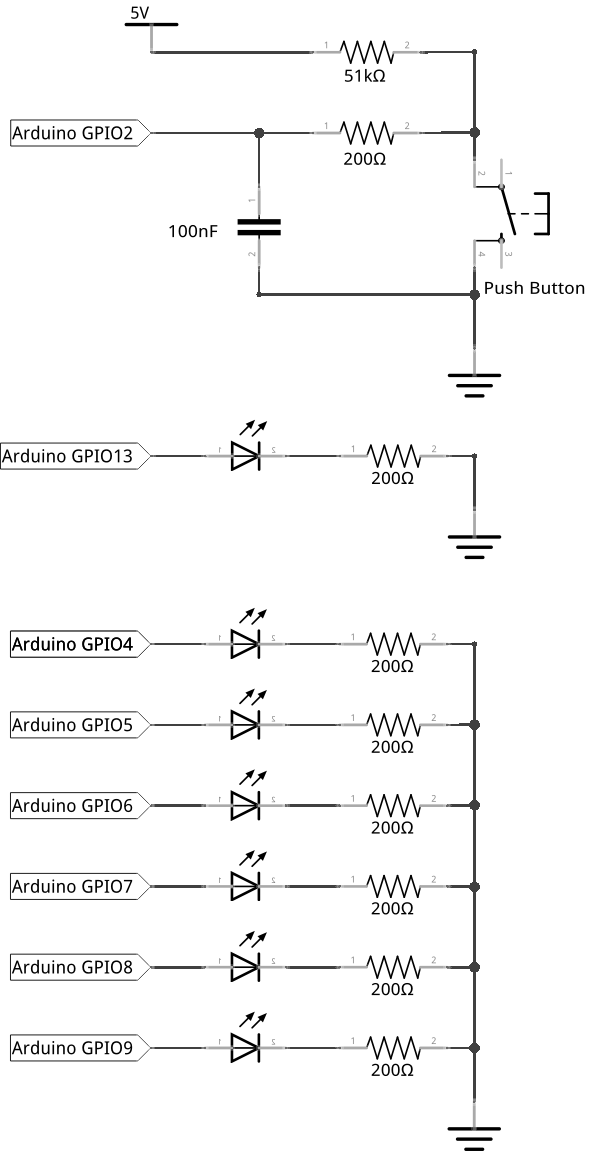 5V
1 2
51kΩ
Arduino GPIO2
1 2
200Ω
2 1
1
100nF
2
4 3
Push Button
Arduino GPIO13
1 2
1 2
200Ω
Arduino GPIO4
1 2
1 2
200Ω
Arduino GPIO5
1 2
1 2
200Ω
Arduino GPIO6
1 2
1 2
200Ω
Arduino GPIO7
1 2
1 2
200Ω
Arduino GPIO8
1 2
1 2
200Ω
Arduino GPIO9
1 2
1 2
200Ω